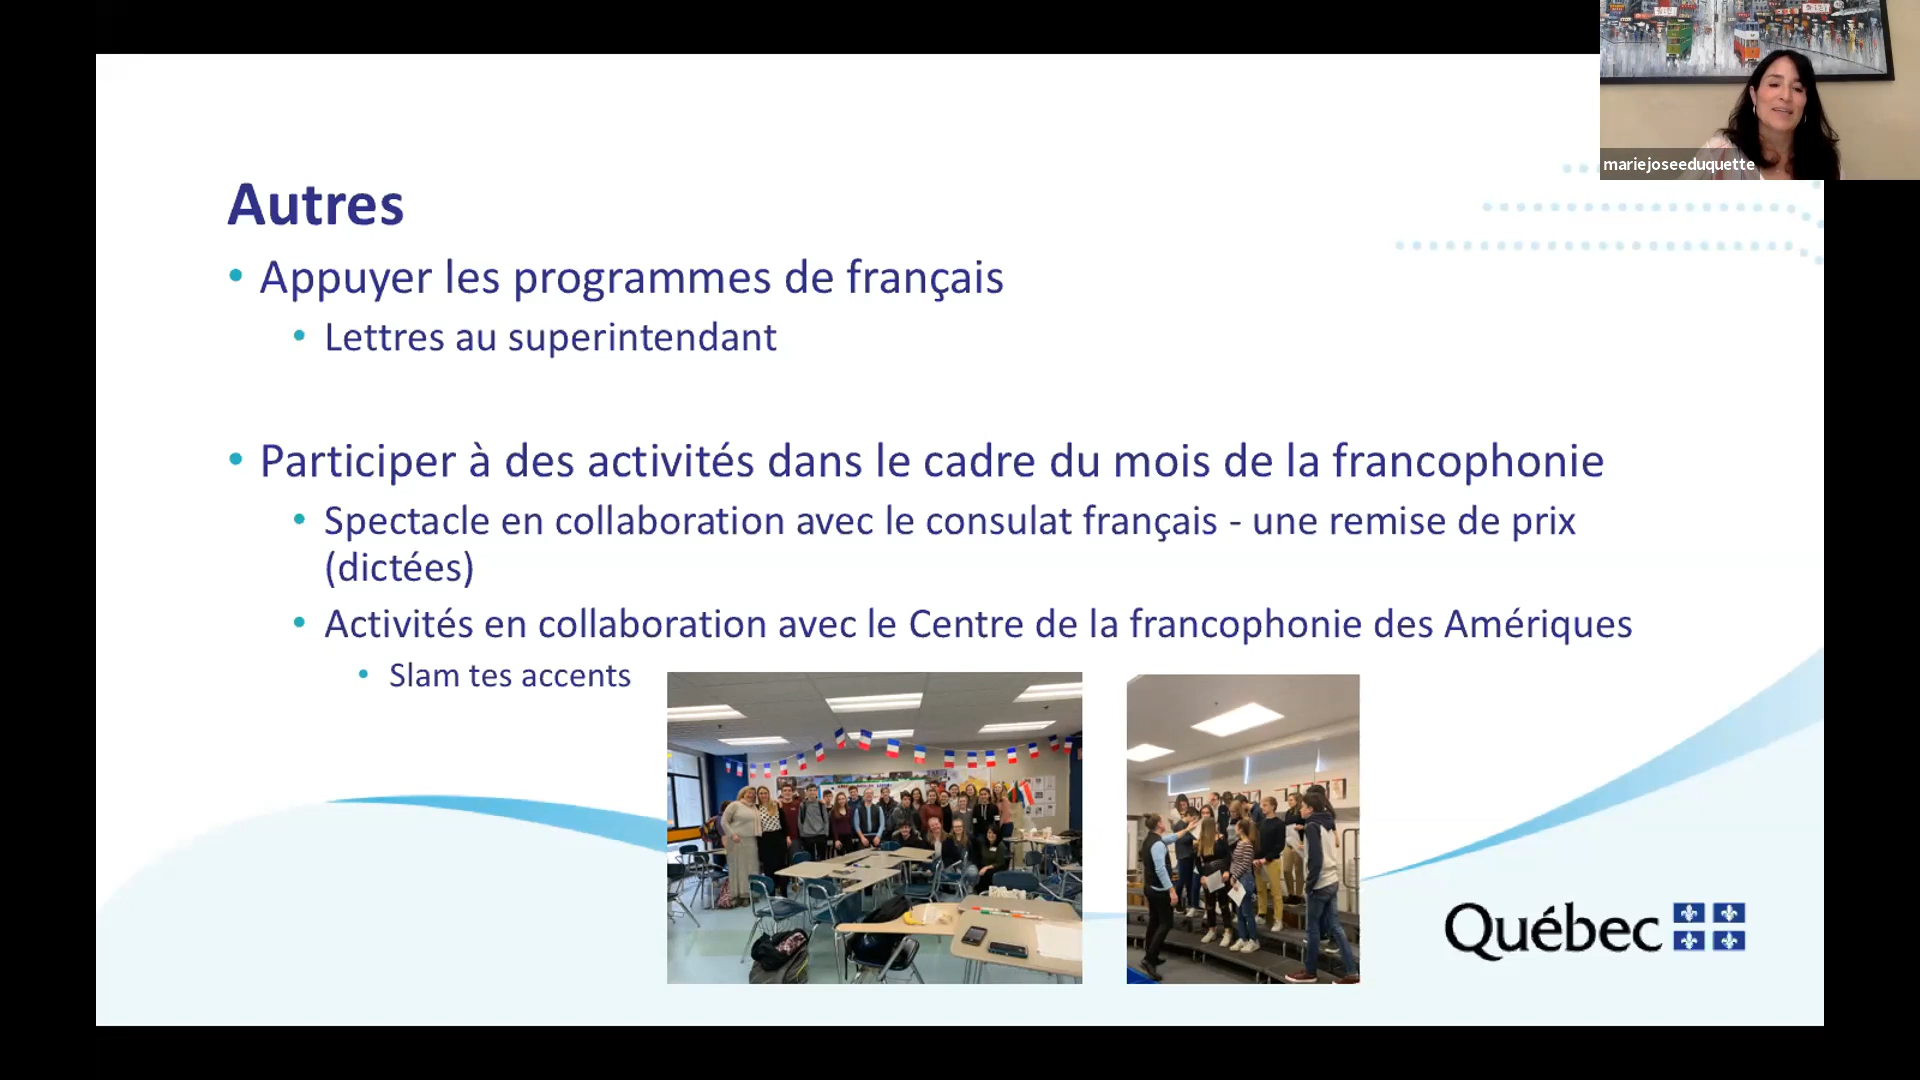 mariejoseeduquette
Autres
• Appuyer les programmes de français
• Lettres au superintendant
• Participer à des activités dans le cadre du mois de la francophonie
• Spectacle en collaboration avec le consulat français - une remise de prix
(dictées)
• Activités en collaboration avec le Centre de la francophonie des Amériques
• Slam tes accents
Québec